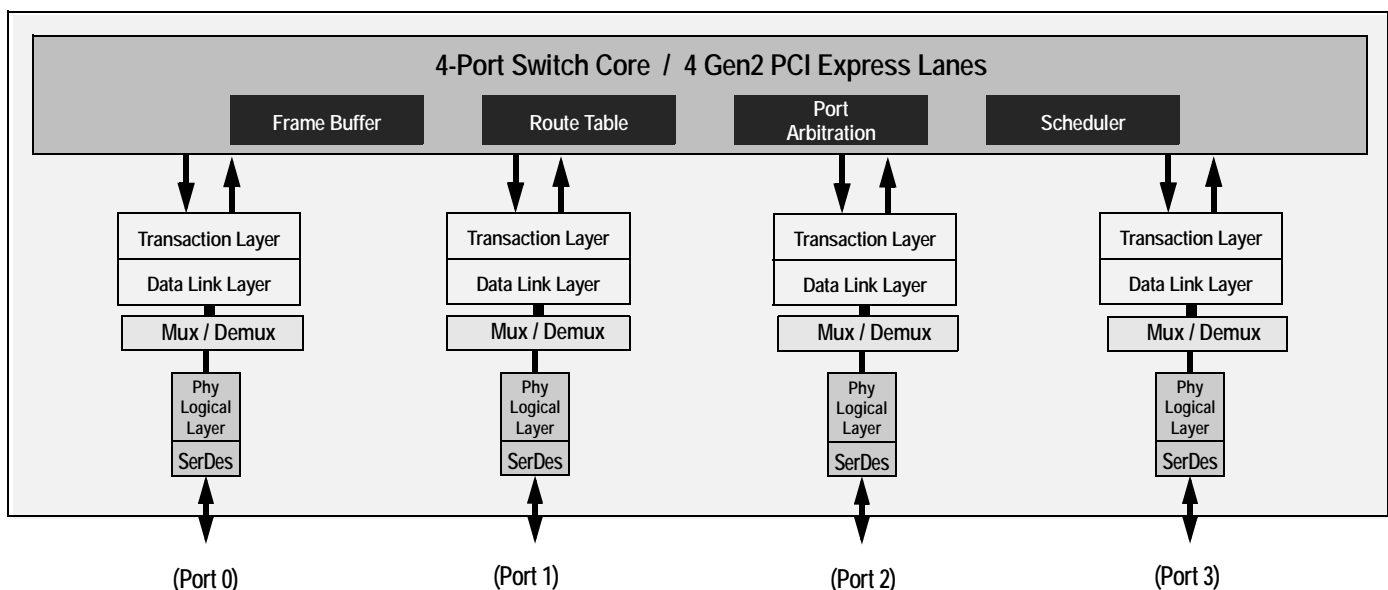 4-Port Switch Core / 4 Gen2 PCI Express Lanes
Frame Buffer
Route Table
Port
Arbitration
Scheduler
Transaction Layer
Data Link Layer
Mux / Demux
Phy
Logical
Layer
SerDes
(Port 0)
Transaction Layer
Data Link Layer
Mux / Demux
Phy
Logical
Layer
SerDes
(Port 1)
Transaction Layer
Data Link Layer
Mux / Demux
Phy
Logical
Layer
SerDes
(Port 2)
Transaction Layer
Data Link Layer
Mux / Demux
Phy
Logical
Layer
SerDes
(Port 3)